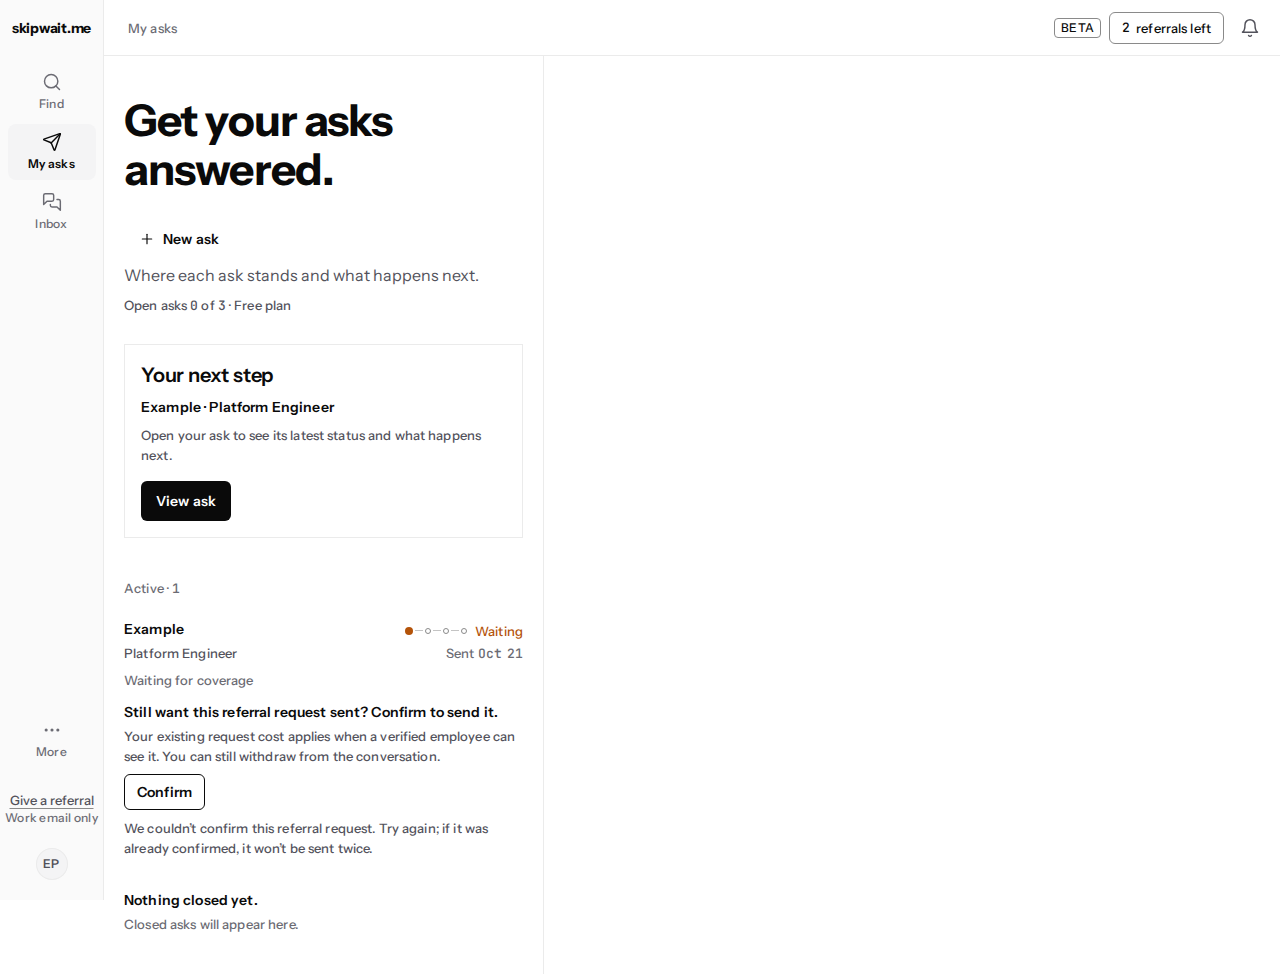 skipwait.me
My asks
BETA
2 referrals left
Find
My asks
Inbox
More
Give a referral
Work email only
EP
Get your asks
answered.
New ask
Where each ask stands and what happens next.
Open asks 0 of 3 · Free plan
Your next step
Example · Platform Engineer
Open your ask to see its latest status and what happens
next.
View ask
Active · 1
Example
Waiting
Platform Engineer
Sent Oct 21
Waiting for coverage
Still want this referral request sent? Confirm to send it.
Your existing request cost applies when a verified employee can
see it. You can still withdraw from the conversation.
Confirm
We couldn't confirm this referral request. Try again; if it was
already confirmed, it won't be sent twice.
Nothing closed yet.
Closed asks will appear here.